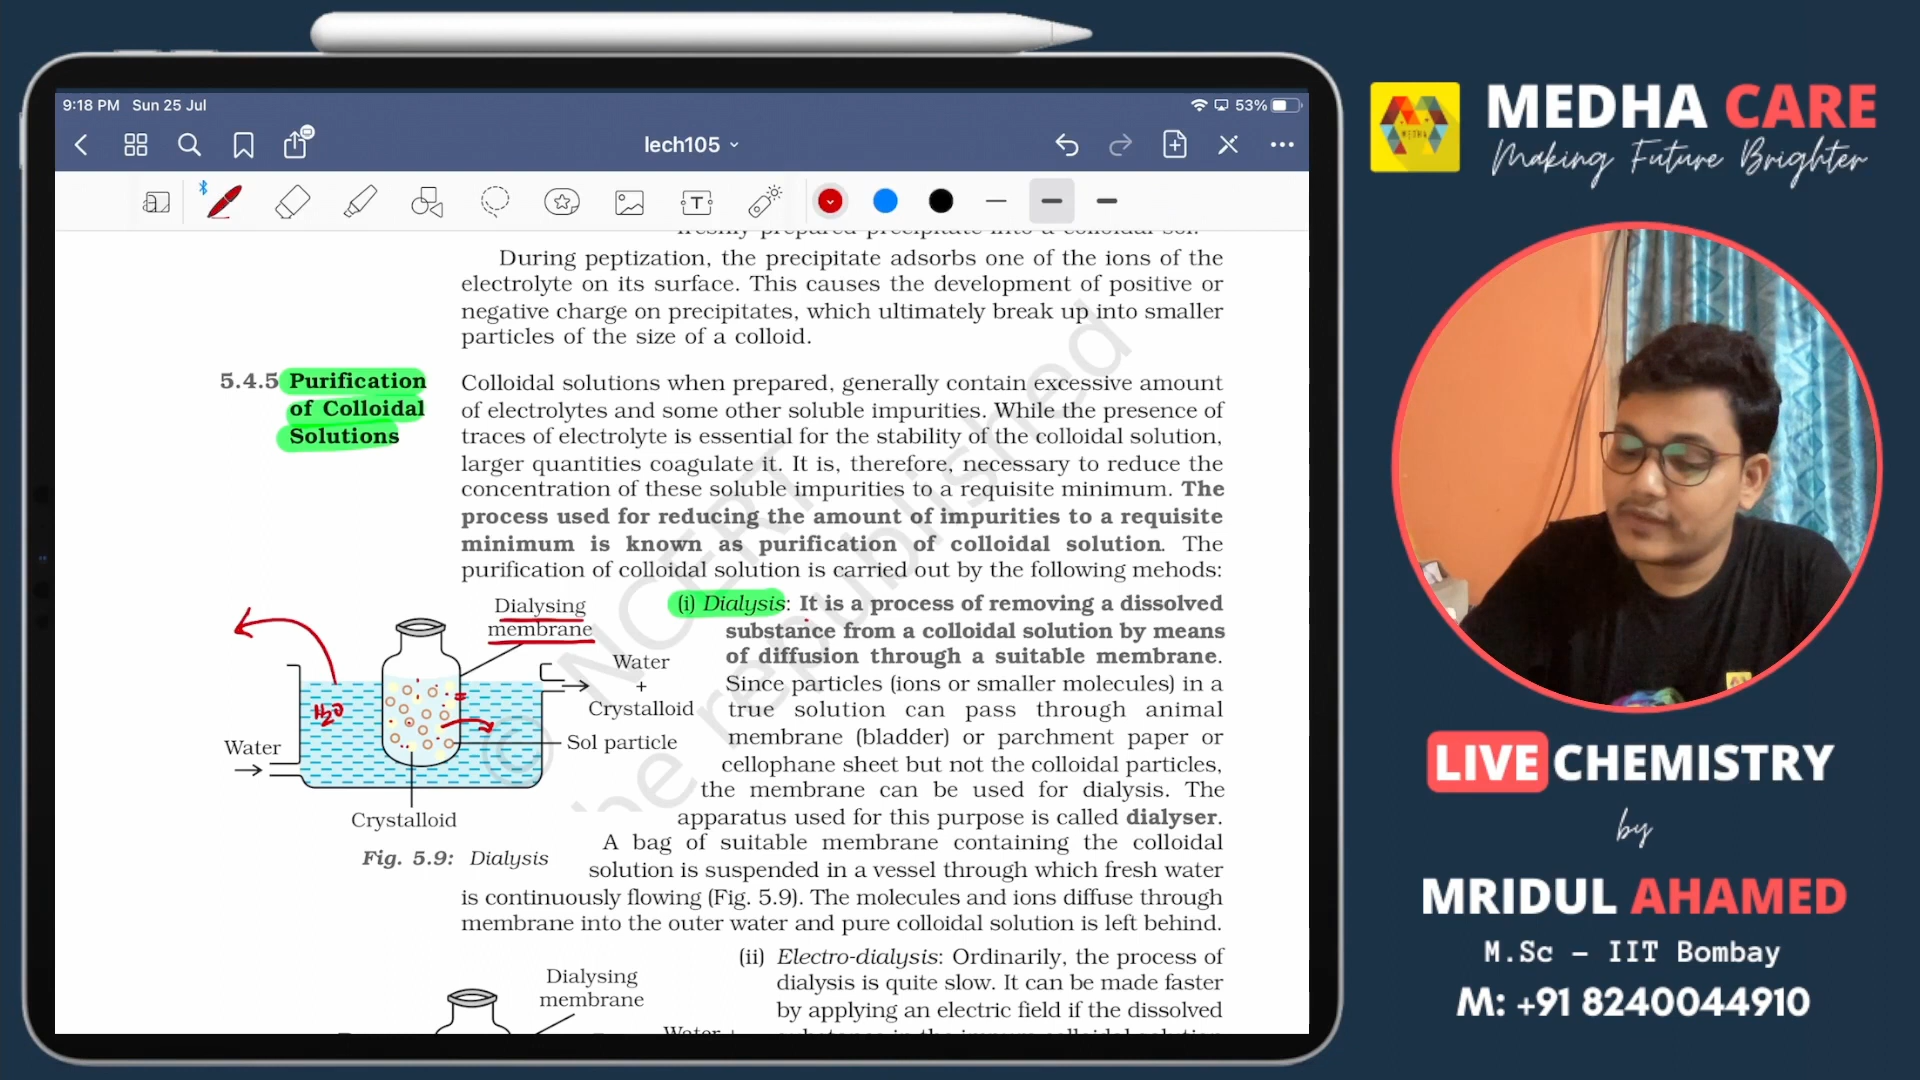 9:18 PM Sun 25 Jul
53%
lech105
freshly prepared precipitate into a colloidal sol.
During peptization, the precipitate adsorbs one of the ions of the
electrolyte on its surface. This causes the development of positive or
negative charge on precipitates, which ultimately break up into smaller
particles of the size of a colloid.
5.4.5 Purification
of Colloidal
Solutions
Colloidal solutions when prepared, generally contain excessive amount
of electrolytes and some other soluble impurities. While the presence of
traces of electrolyte is essential for the stability of the colloidal solution,
larger quantities coagulate it. It is, therefore, necessary to reduce the
concentration of these soluble impurities to a requisite minimum. The
process used for reducing the amount of impurities to a requisite
minimum is known as purification of colloidal solution. The
purification of colloidal solution is carried out by the following mehods:
Dialysing
membrane
Water
+
Crystalloid
H2O
Sol particle
Water
Crystalloid
Fig. 5.9: Dialysis
(i) Dialysis: It is a process of removing a dissolved
substance from a colloidal solution by means
of diffusion through a suitable membrane.
Since particles (ions or smaller molecules) in a
true solution can pass through animal
membrane (bladder) or parchment paper or
cellophane sheet but not the colloidal particles,
the membrane can be used for dialysis. The
apparatus used for this purpose is called dialyser.
A bag of suitable membrane containing the colloidal
solution is suspended in a vessel through which fresh water
is continuously flowing (Fig. 5.9). The molecules and ions diffuse through
membrane into the outer water and pure colloidal solution is left behind.
(ii) Electro-dialysis: Ordinarily, the process of
dialysis is quite slow. It can be made faster
by applying an electric field if the dissolved
Dialysing
membrane
Water +
© NCERT
be republished
MEDHA CARE
Making Future Brighter
MEDHA
LIVE CHEMISTRY
by
MRIDUL AHAMED
M.Sc – IIT Bombay
M: +91 8240044910